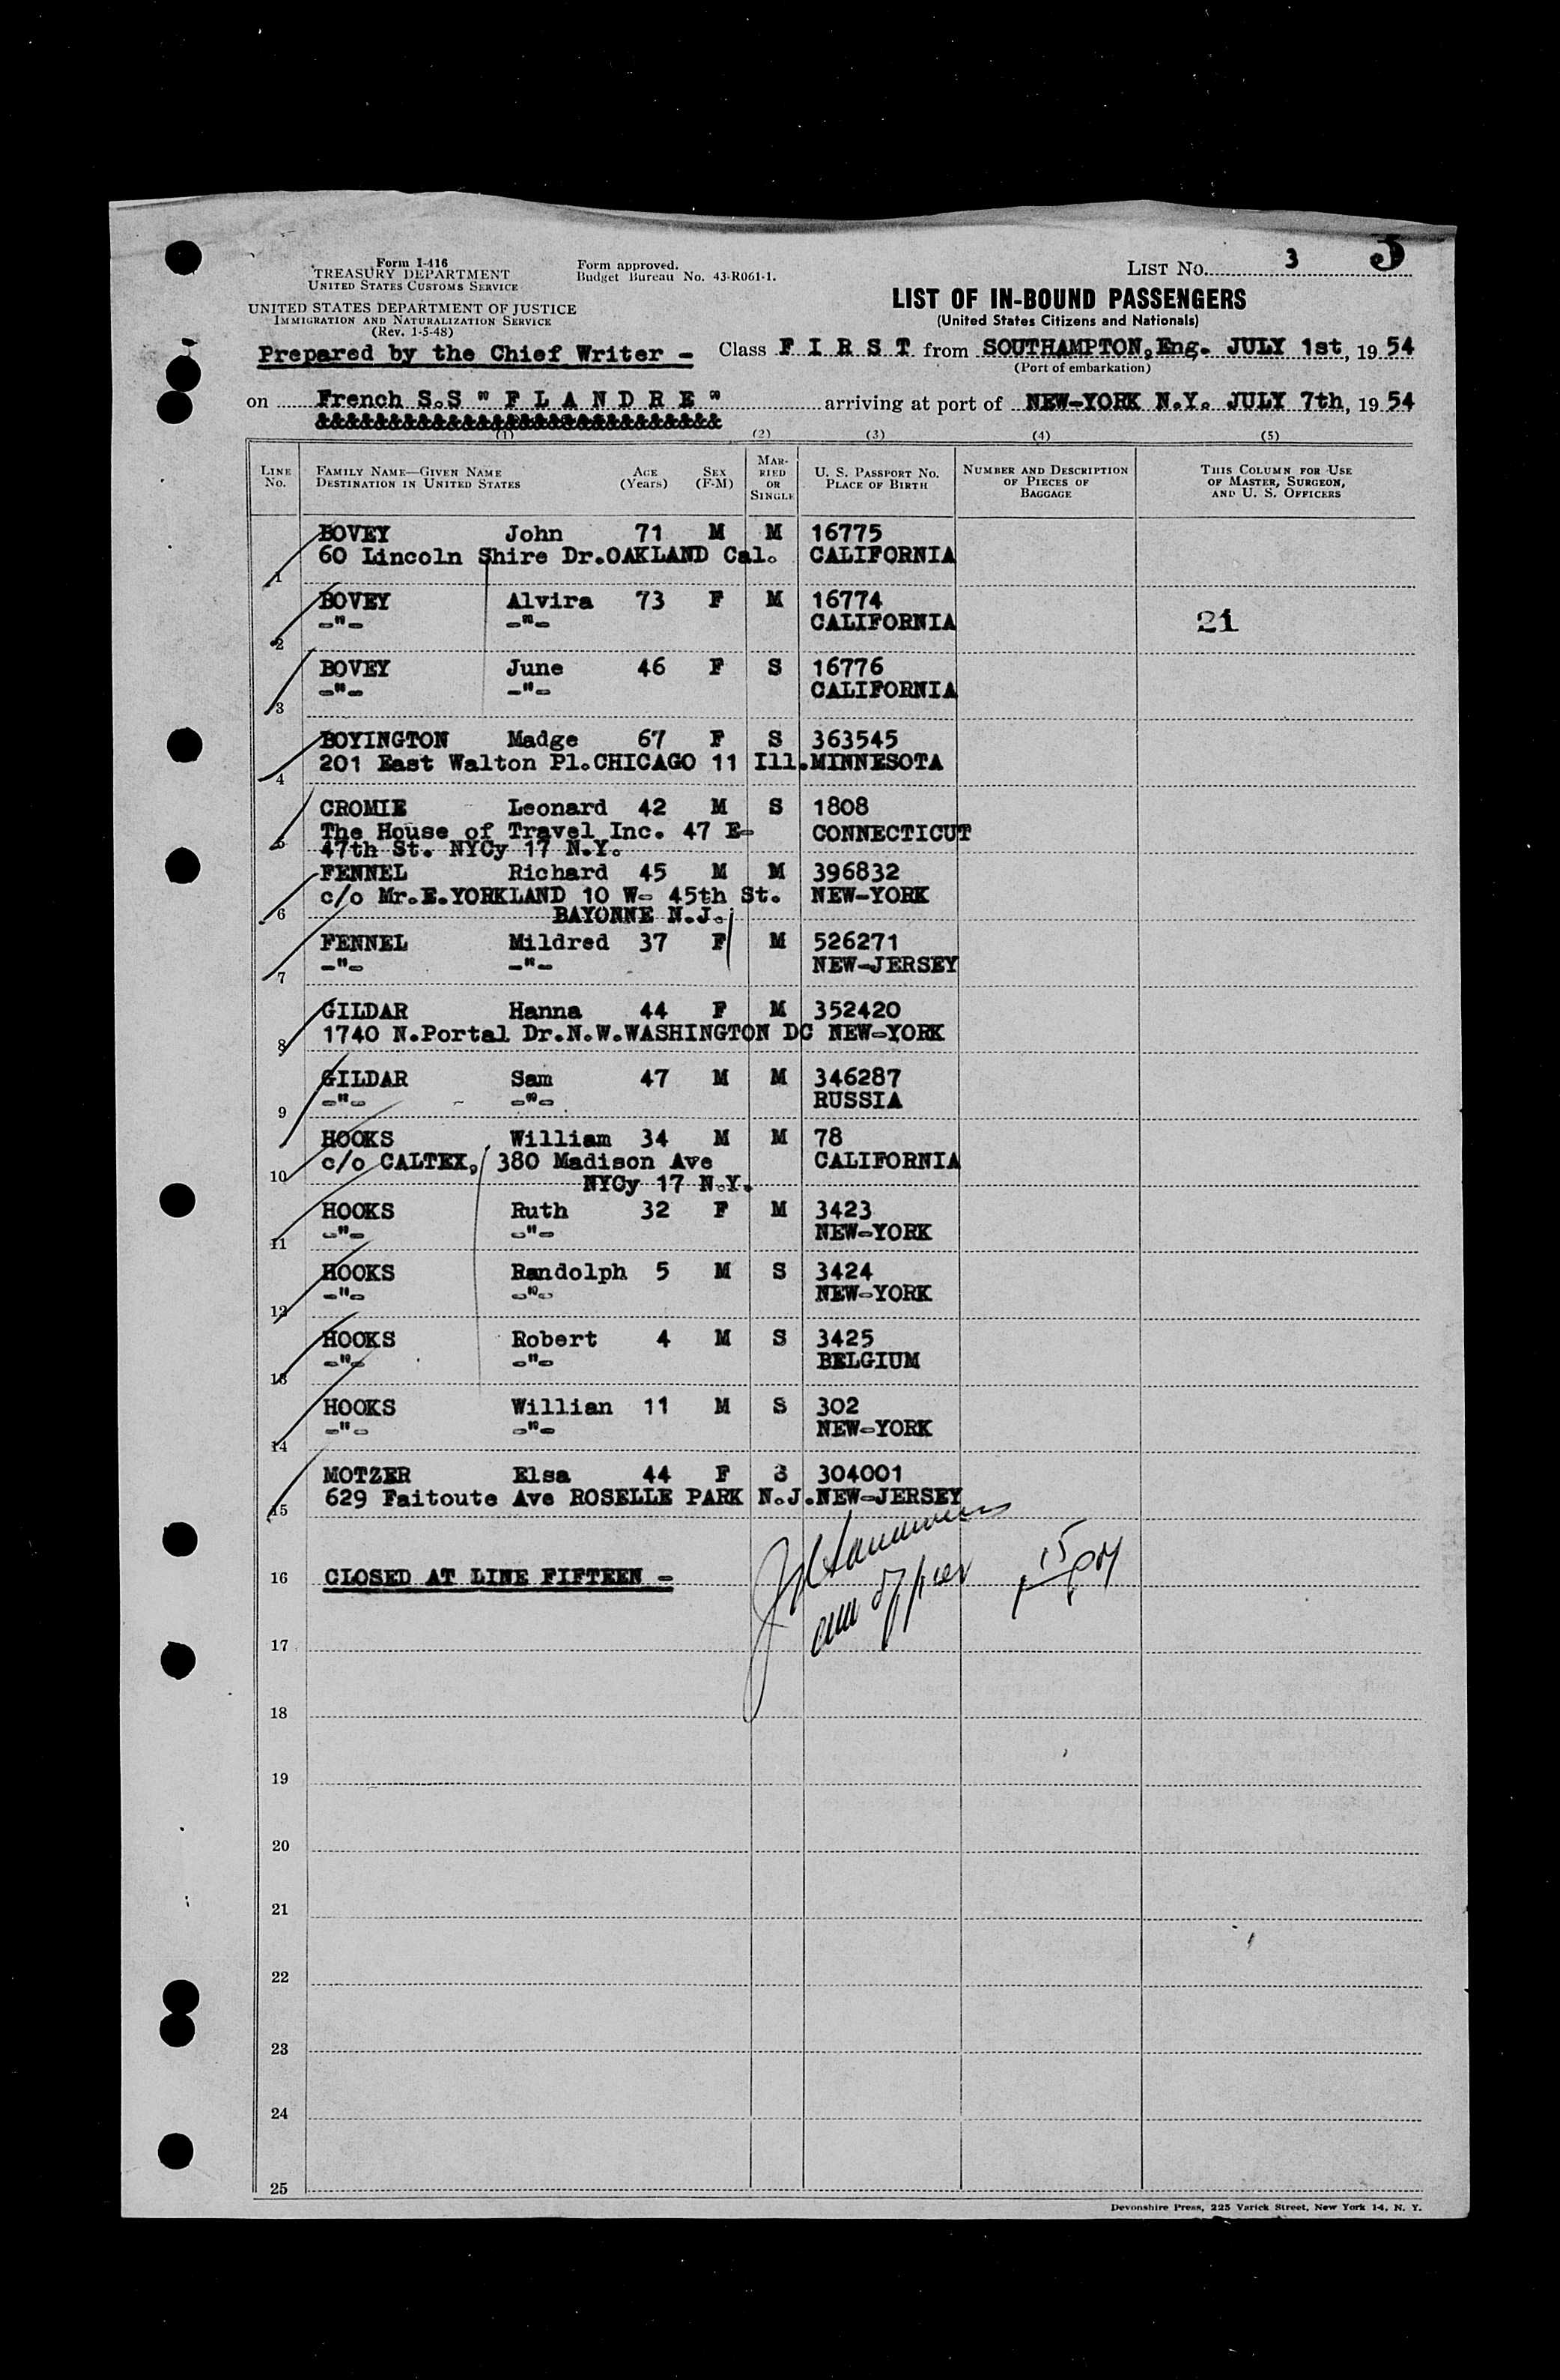 Form I-416
TREASURY DEPARTMENT
UNITED STATES CUSTOMS SERVICE
UNITED STATES DEPARTMENT OF JUSTICE
IMMIGRATION AND NATURALIZATION SERVICE
(Rev. 1-5-48)
Form approved.
Budget Bureau No. 43-R061-1.
LIST No. 3 3
LIST OF IN-BOUND PASSENGERS
(United States Citizens and Nationals)
Prepared by the Chief Writer -
Class F I R S T from SOUTHAMPTON,Eng. JULY 1st, 19 54
(Port of embarkation)
on French S.S " F L A N D R E " arriving at port of NEW-YORK N.Y. JULY 7th, 19 54
&&&&&&&&&&&&&&&&&&&&&&&&&&&&
(1) (2) (3) (4) (5)
LINE No.
FAMILY NAME—GIVEN NAME
DESTINATION IN UNITED STATES
AGE (Years)
SEX (F-M)
MARRIED OR SINGLE
U. S. PASSPORT NO.
PLACE OF BIRTH
NUMBER AND DESCRIPTION OF PIECES OF BAGGAGE
THIS COLUMN FOR USE OF MASTER, SURGEON, AND U. S. OFFICERS
BOVEY John 71 M M 16775
60 Lincoln Shire Dr.OAKLAND Cal. CALIFORNIA
1
BOVEY Alvira 73 F M 16774
-"- -"- CALIFORNIA 21
2
BOVEY June 46 F S 16776
-"- -"- CALIFORNIA
3
BOYINGTON Madge 67 F S 363545
201 East Walton Pl.CHICAGO 11 Ill.MINNESOTA
4
CROMIE Leonard 42 M S 1808
The House of Travel Inc. 47 E- CONNECTICUT
5 47th St. NYCy 17 N.Y.
FENNEL Richard 45 M M 396832
c/o Mr.E.YORKLAND 10 W- 45th St. NEW-YORK
6 BAYONNE N.J.
FENNEL Mildred 37 F M 526271
-"- -"- NEW-JERSEY
7
GILDAR Hanna 44 F M 352420
1740 N.Portal Dr.N.W.WASHINGTON DC NEW-YORK
8
GILDAR Sam 47 M M 346287
-"- -"- RUSSIA
9
HOOKS William 34 M M 78
c/o CALTEX, 380 Madison Ave CALIFORNIA
10 NYCy 17 N.Y.
HOOKS Ruth 32 F M 3423
-"- -"- NEW-YORK
11
HOOKS Randolph 5 M S 3424
-"- -"- NEW-YORK
12
HOOKS Robert 4 M S 3425
-"- -"- BELGIUM
13
HOOKS Willian 11 M S 302
-"- -"- NEW-YORK
14
MOTZER Elsa 44 F S 304001
629 Faitoute Ave ROSELLE PARK N.J.NEW-JERSEY
15
16 CLOSED AT LINE FIFTEEN -
17
18
19
20
21
22
23
24
25
Devonshire Press, 225 Varick Street, New York 14, N. Y.